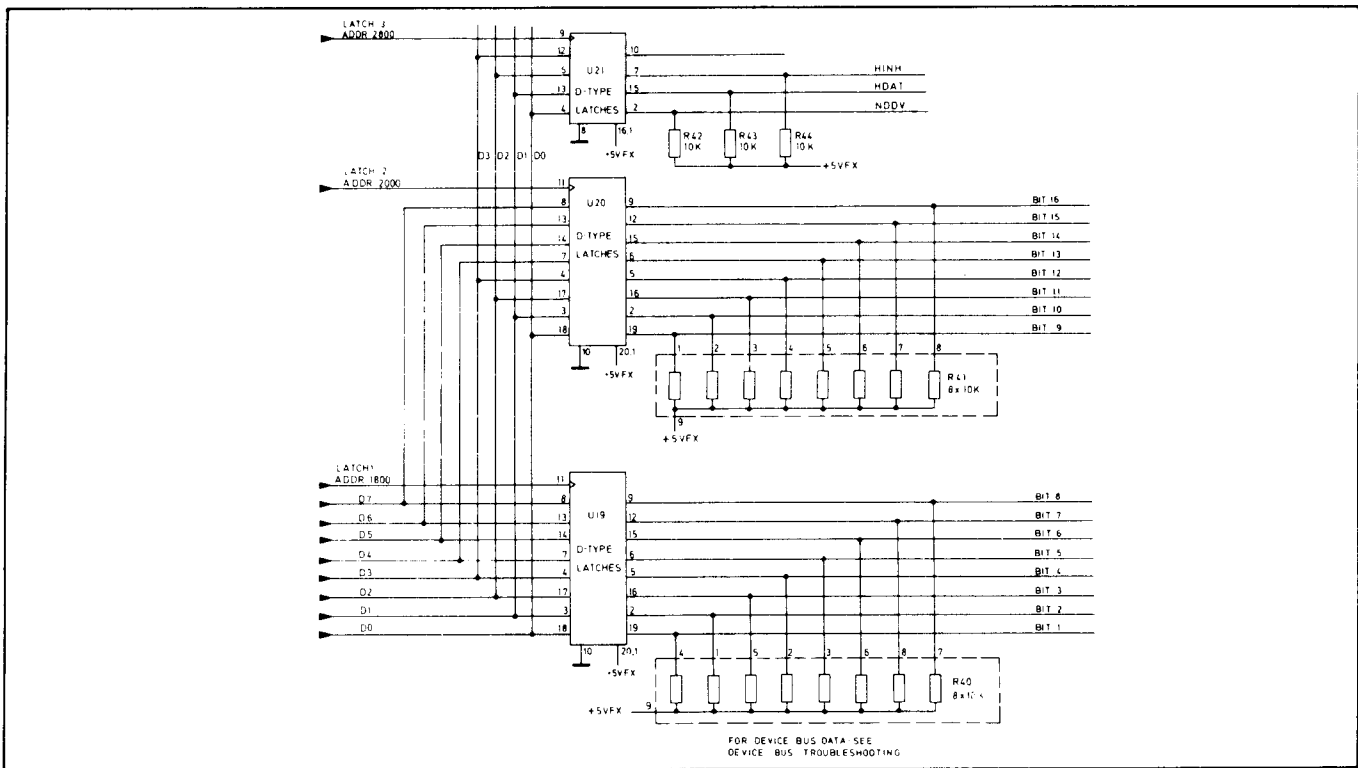 LATCH 3
ADDR 2800
9
12
5
13
4
U21
D-TYPE
LATCHES
10
7
15
2
HINH
HDAT
NDDV
8
16,1
+5VFX
R42
10K
R43
10K
R44
10K
+5VFX
D3 D2 D1 D0
LATCH 2
ADDR 2000
11
8
13
14
7
4
17
3
18
U20
D-TYPE
LATCHES
9
12
15
6
5
16
2
19
BIT 16
BIT 15
BIT 14
BIT 13
BIT 12
BIT 11
BIT 10
BIT 9
10
20,1
+5VFX
1 2 3 4 5 6 7 8
R41
8x10K
9
+5VFX
LATCH1
ADDR 1800
D7
D6
D5
D4
D3
D2
D1
D0
11
8
13
14
7
4
17
3
18
U19
D-TYPE
LATCHES
9
12
15
6
5
16
2
19
BIT 8
BIT 7
BIT 6
BIT 5
BIT 4
BIT 3
BIT 2
BIT 1
10
20,1
+5VFX
4 1 5 2 3 6 8 7
R40
8x10K
+5VFX
9
FOR DEVICE BUS DATA SEE
DEVICE BUS TROUBLESHOOTING